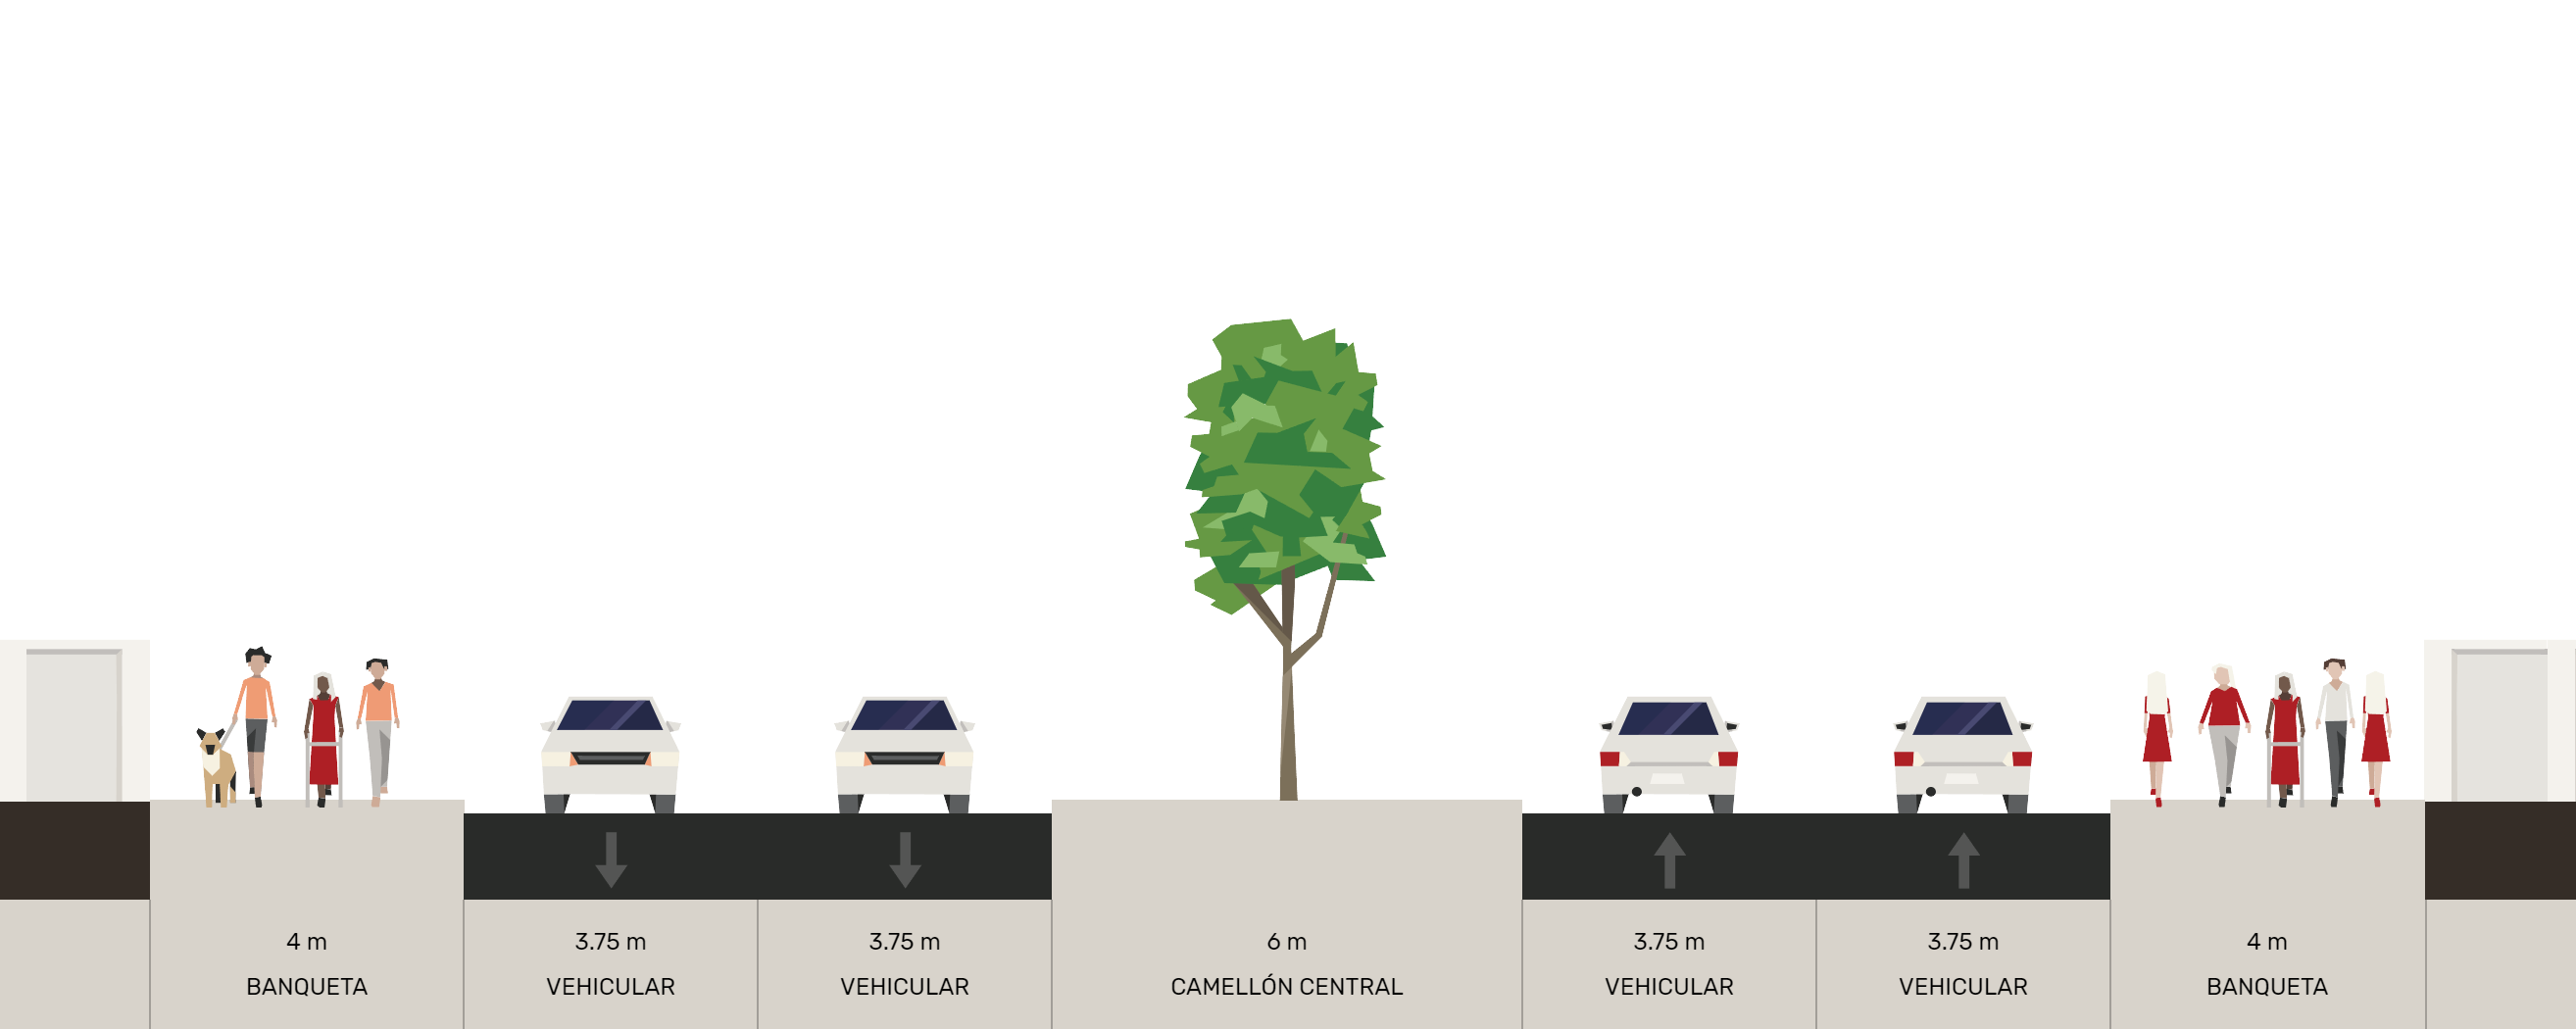 4 m
BANQUETA
3.75 m
VEHICULAR
3.75 m
VEHICULAR
6 m
CAMELLÓN CENTRAL
3.75 m
VEHICULAR
3.75 m
VEHICULAR
4 m
BANQUETA